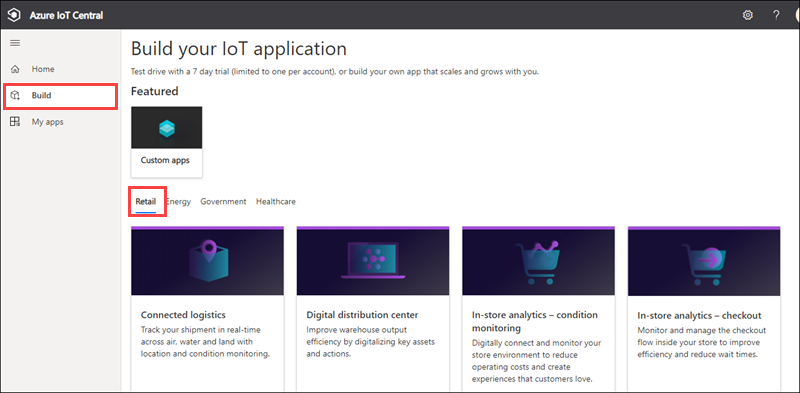 Azure IoT Central
?
Home
Build
My apps
Build your IoT application
Test drive with a 7 day trial (limited to one per account). or build your own app that scales and grows with you.
Featured
Custom apps
Retail Energy Government Healthcare
Connected logistics
Track your shipment in real-time
across air, water and land with
location and condition monitoring.
Digital distribution center
Improve warehouse output
efficiency by digitalizing key assets
and actions.
In-store analytics – condition
monitoring
Digitally connect and monitor your
store environment to reduce
operating costs and create
experiences that customers love.
In-store analytics – checkout
Monitor and manage the checkout
flow inside your store to improve
efficiency and reduce wait times.